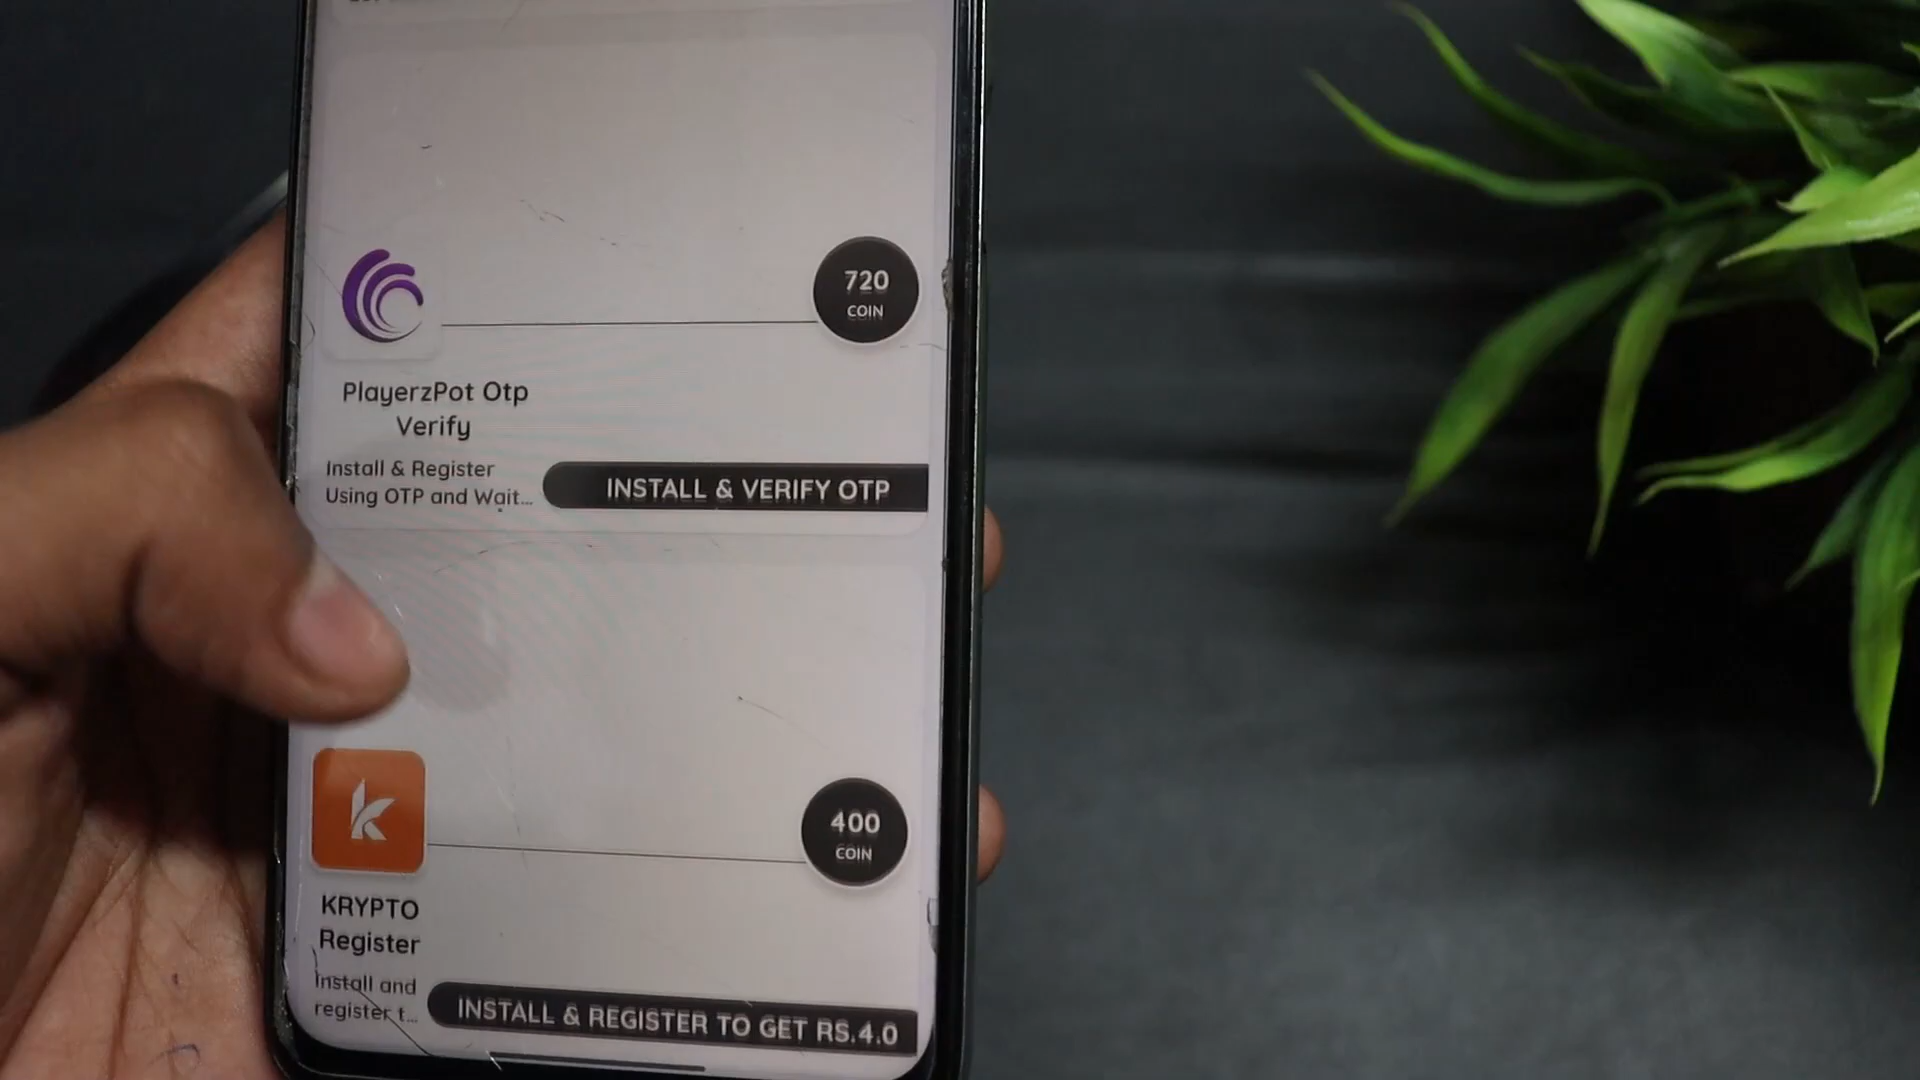 720
COIN
PlayerzPot Otp
Verify
Install & Register
Using OTP and Wait...
INSTALL & VERIFY OTP
400
COIN
KRYPTO
Register
Install and
register t...
INSTALL & REGISTER TO GET RS.4.0